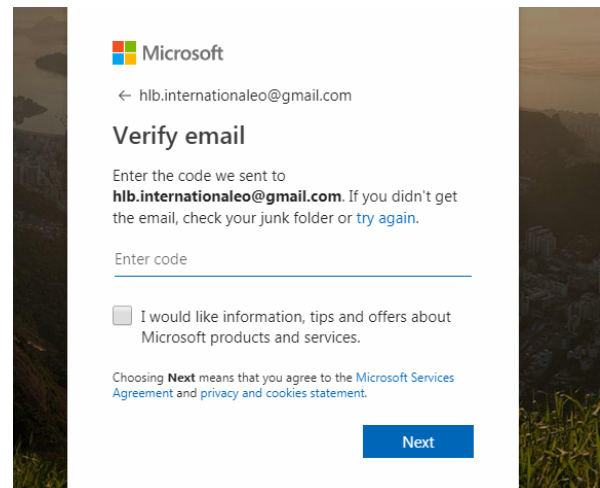 Microsoft
← hlb.internationaleo@gmail.com
Verify email
Enter the code we sent to
hlb.internationaleo@gmail.com. If you didn't get
the email, check your junk folder or try again.
Enter code
I would like information, tips and offers about
Microsoft products and services.
Choosing Next means that you agree to the Microsoft Services
Agreement and privacy and cookies statement.
Next